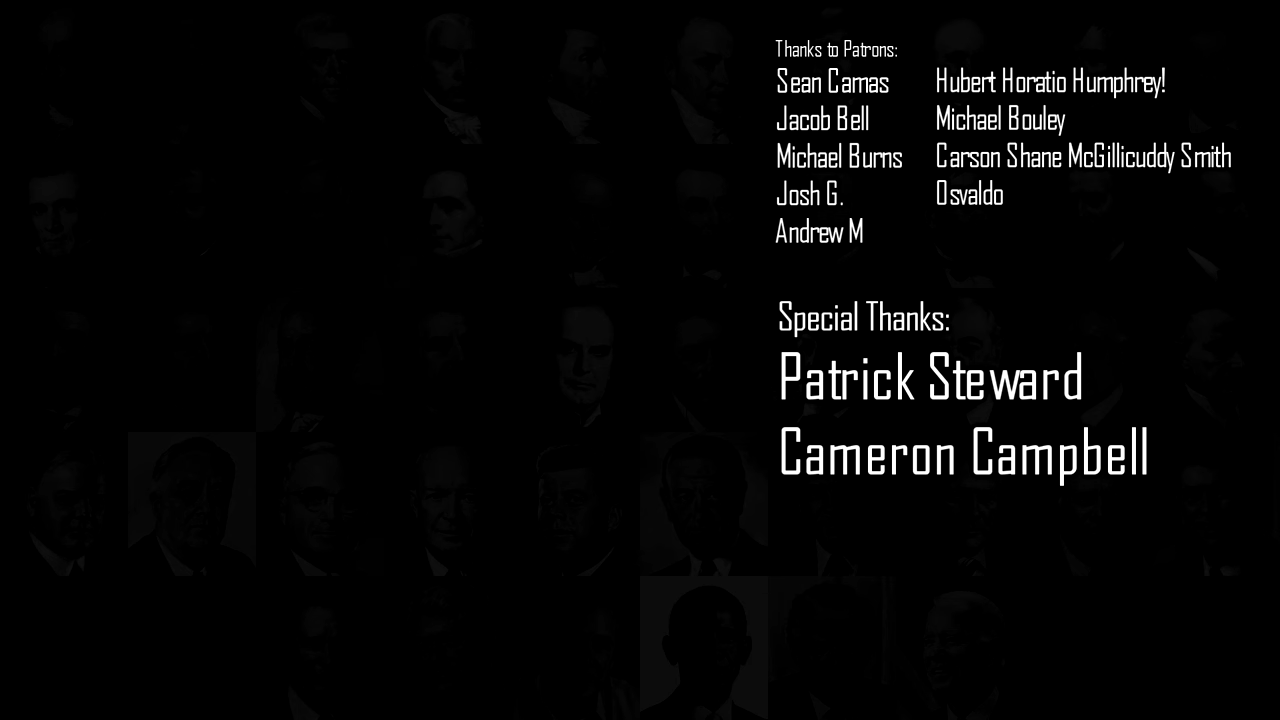 Thanks to Patrons:
Sean Camas
Jacob Bell
Michael Burns
Josh G.
Andrew M
Hubert Horatio Humphrey!
Michael Bouley
Carson Shane McGillicuddy Smith
Osvaldo
Special Thanks:
Patrick Steward
Cameron Campbell